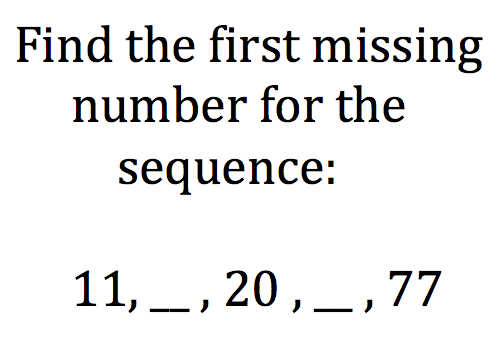 Find the first missing
number for the
sequence:
11, __ , 20 , __ , 77